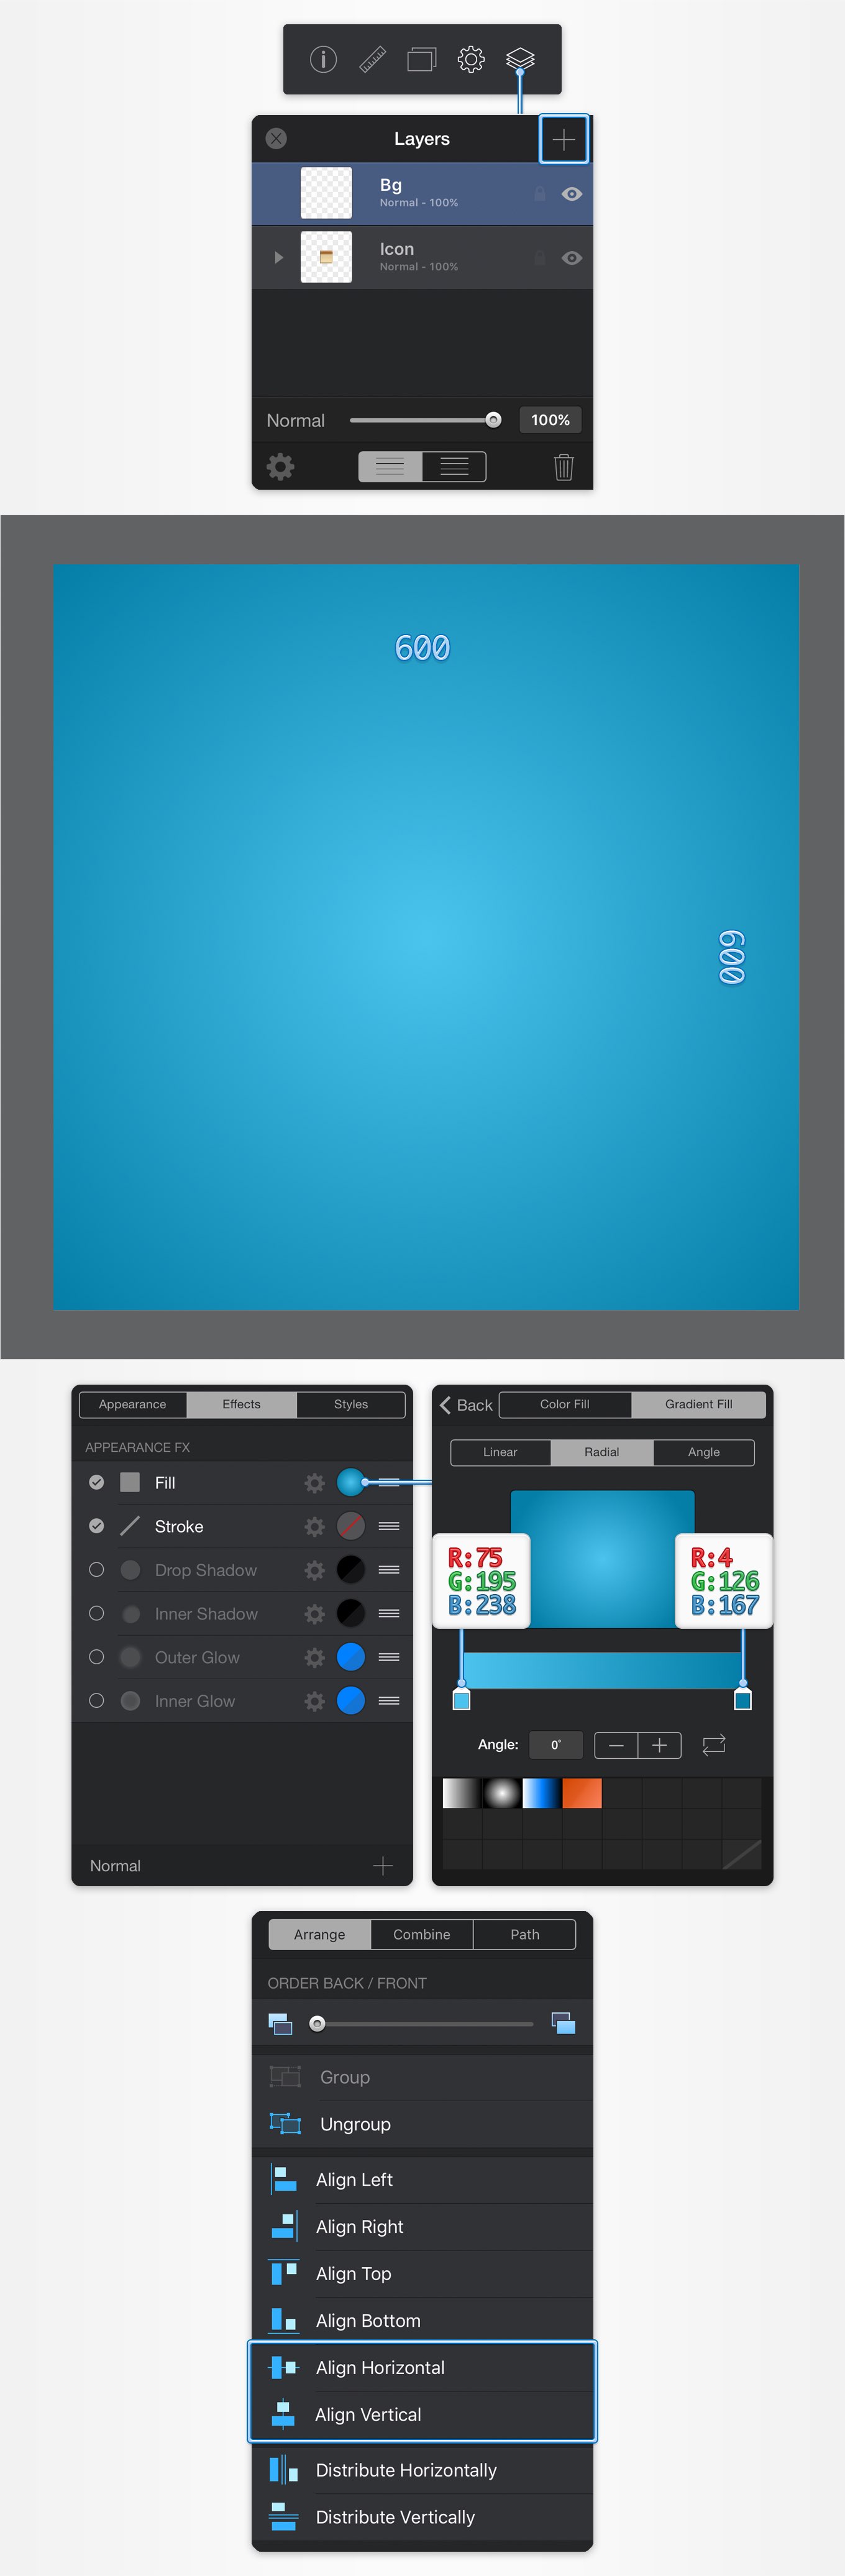 Layers
Bg
Normal - 100%
Icon
Normal - 100%
Normal 100%
600
600
Appearance Effects Styles
APPEARANCE FX
Fill
Stroke
Drop Shadow
Inner Shadow
Outer Glow
Inner Glow
Normal
Back Color Fill Gradient Fill
Linear Radial Angle
R:75
G:195
B:238
R:4
G:126
B:167
Angle: 0°
Arrange Combine Path
ORDER BACK / FRONT
Group
Ungroup
Align Left
Align Right
Align Top
Align Bottom
Align Horizontal
Align Vertical
Distribute Horizontally
Distribute Vertically